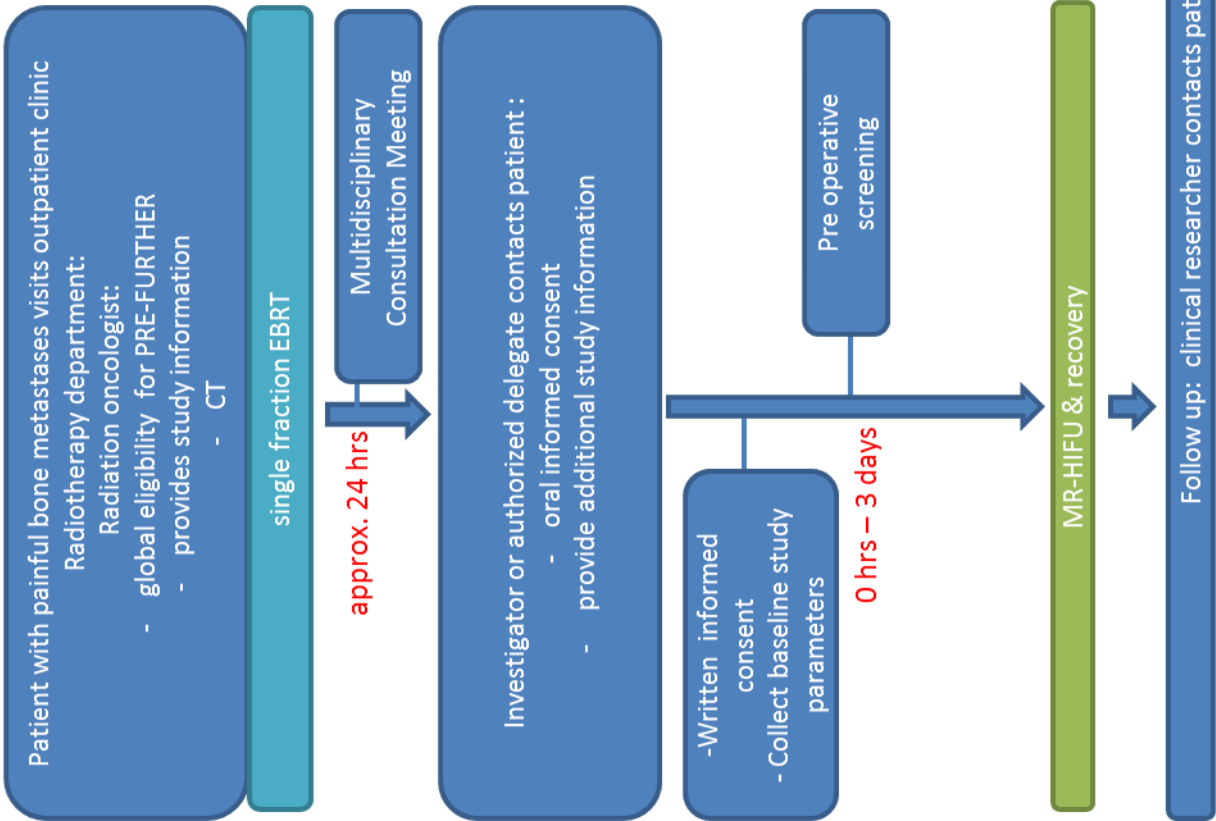 Patient with painful bone metastases visits outpatient clinic
Radiotherapy department:
Radiation oncologist:
- global eligibility for PRE-FURTHER
- provides study information
- CT
single fraction EBRT
approx. 24 hrs
Multidisciplinary
Consultation Meeting
Investigator or authorized delegate contacts patient :
- oral informed consent
- provide additional study information
-Written informed
consent
- Collect baseline study
parameters
Pre operative
screening
0 hrs – 3 days
MR-HIFU & recovery
Follow up: clinical researcher contacts pat